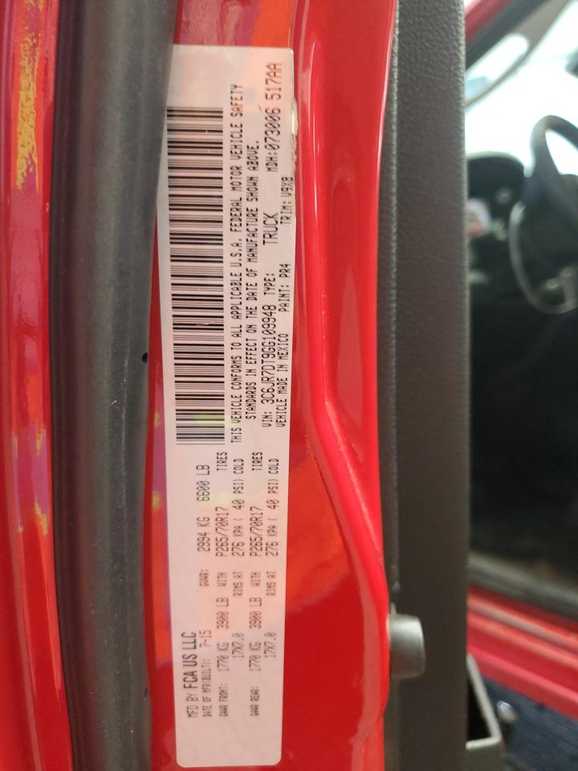 MFD BY FCA US LLC
DATE OF MFR(BUILT): 7-15 GVWR: 2994 KG 6600 LB
GAWR FRONT: 1770 KG 3900 LB WITH P265/70R17 TIRES
17X7.0 RIMS AT 276 KPA ( 40 PSI) COLD
GAWR REAR: 1770 KG 3900 LB WITH P265/70R17 TIRES
17X7.0 RIMS AT 276 KPA ( 40 PSI) COLD
THIS VEHICLE CONFORMS TO ALL APPLICABLE U.S.A. FEDERAL MOTOR VEHICLE SAFETY
STANDARDS IN EFFECT ON THE DATE OF MANUFACTURE SHOWN ABOVE.
VIN: 3C6JR7DT9GG109948 TYPE: TRUCK MDH:073006 517AA
VEHICLE MADE IN MEXICO PAINT: PR4 TRIM: V9X8